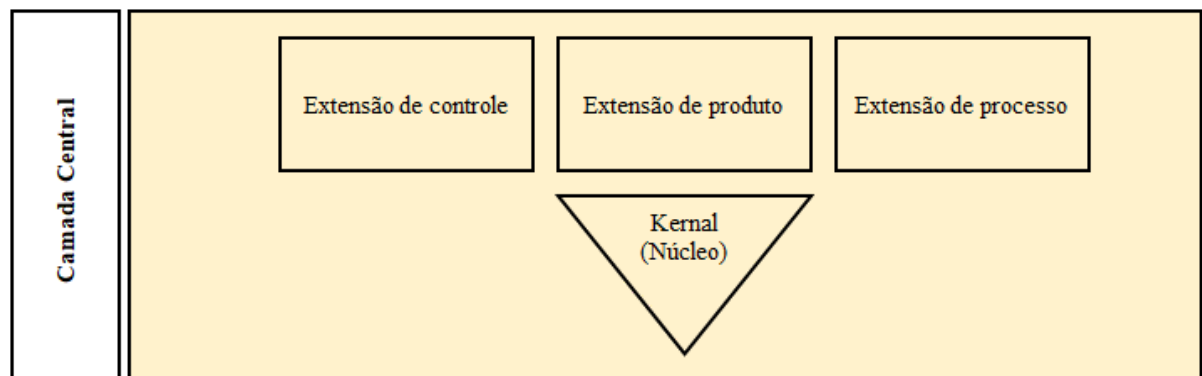 Camada Central
Extensão de controle
Extensão de produto
Extensão de processo
Kernal
(Núcleo)